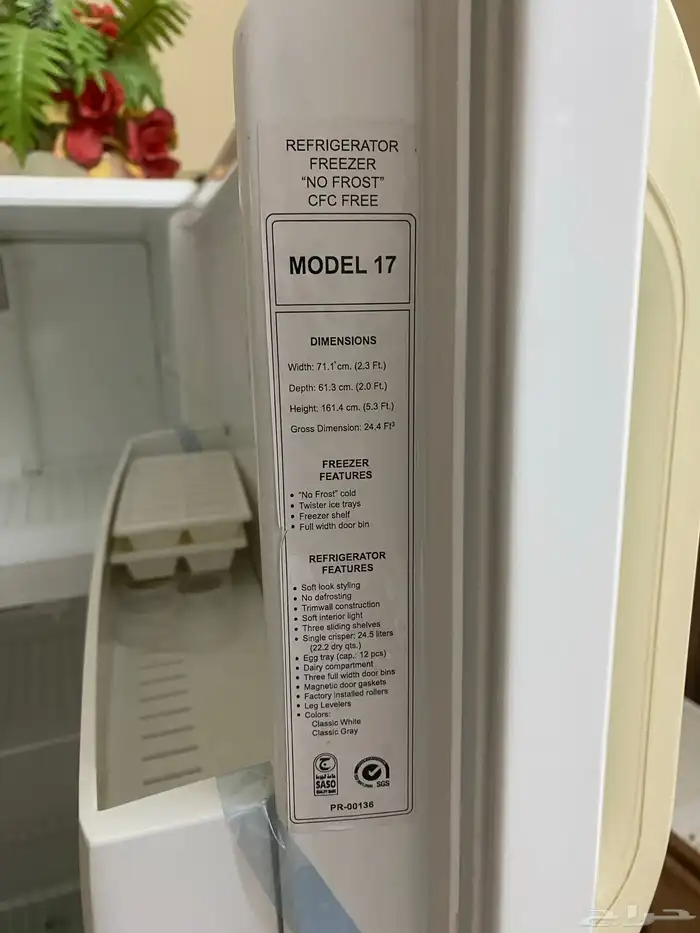 REFRIGERATOR
FREEZER
“NO FROST”
CFC FREE
MODEL 17
DIMENSIONS
Width: 71.1 cm. (2.3 Ft.)
Depth: 61.3 cm. (2.0 Ft.)
Height: 161.4 cm. (5.3 Ft.)
Gross Dimension: 24.4 Ft³
FREEZER
FEATURES
• “No Frost” cold
• Twister ice trays
• Freezer shelf
• Full width door bin
REFRIGERATOR
FEATURES
• Soft look styling
• No defrosting
• Trimwall construction
• Soft interior light
• Three sliding shelves
• Single crisper: 24.5 liters
(22.2 dry qts.)
• Egg tray (cap.: 12 pcs)
• Dairy compartment
• Three full width door bins
• Magnetic door gaskets
• Factory installed rollers
• Leg Levelers
• Colors:
Classic White
Classic Gray
SASO
QUALITY MARK
SGS
PR-00136
حراج